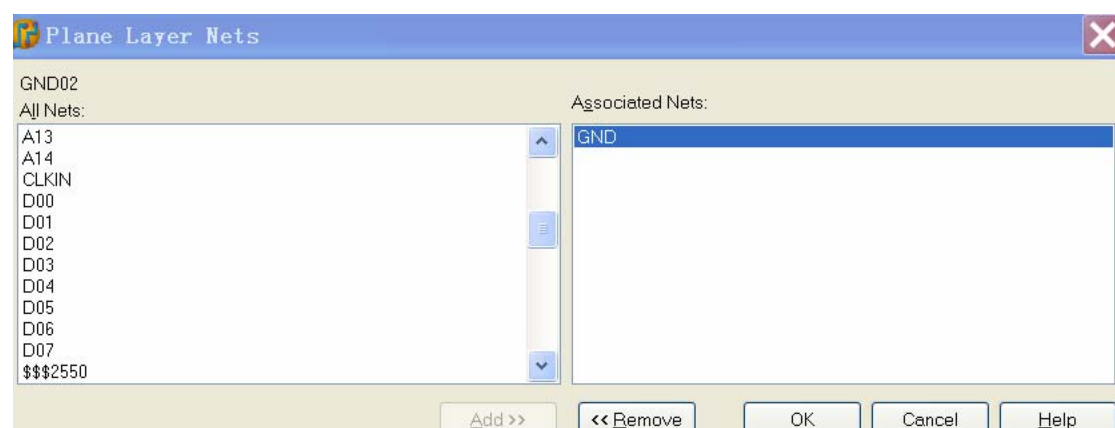 Plane Layer Nets
GND02
All Nets:
Associated Nets:
A13
A14
CLKIN
D00
D01
D02
D03
D04
D05
D06
D07
$$$2550
GND
Add >>
<< Remove
OK
Cancel
Help